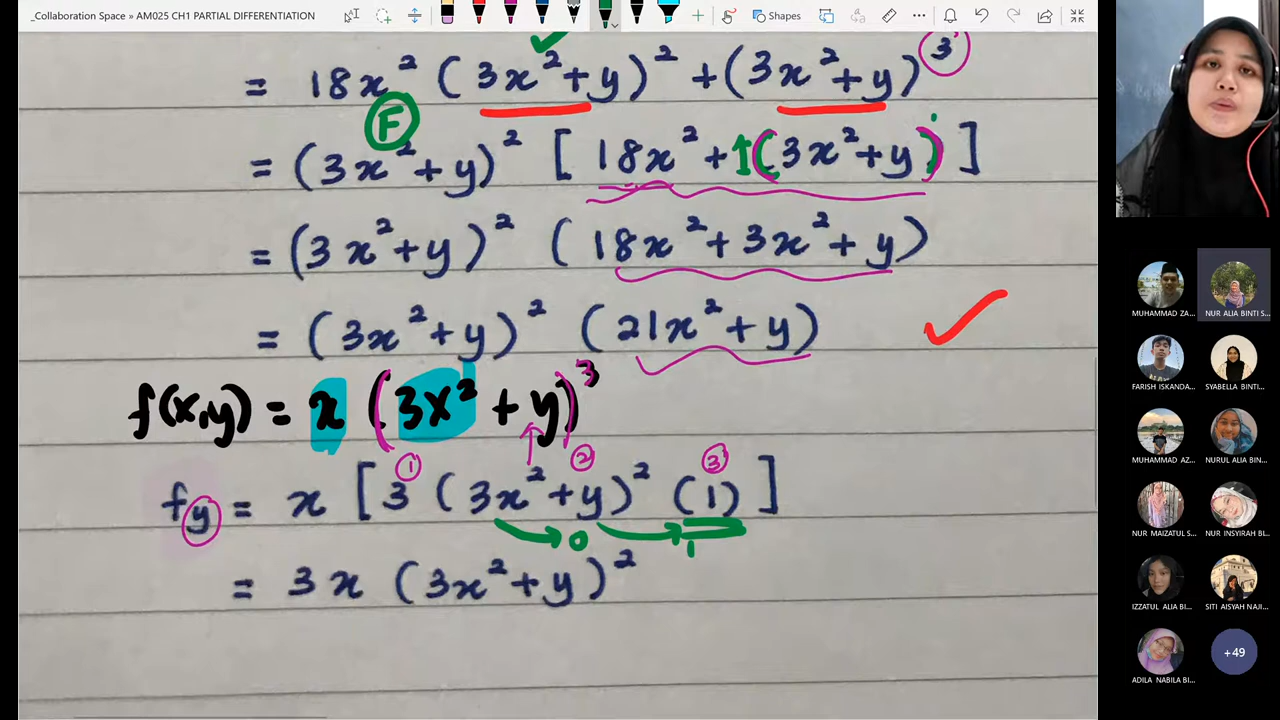 _Collaboration Space » AM025 CH1 PARTIAL DIFFERENTIATION
Shapes
= 18x² (3x²+y)² + (3x²+y)³
F
= (3x²+y)² [18x² + 1(3x²+y)]
= (3x²+y)² (18x² + 3x² + y)
= (3x²+y)² (21x² + y)
f(x,y) = x (3x² + y)³
① ② ③
fy = x [3 (3x²+y)² (1)]
0 1
= 3x (3x²+y)²
MUHAMMAD ZA...
NUR ALIA BINTI S...
FARISH ISKANDA...
SYABELLA BINTI...
MUHAMMAD AZ...
NURUL ALIA BIN...
NUR MAIZATUL S...
NUR INSYIRAH BI...
IZZATUL ALIA BI...
SITI AISYAH NAJI...
ADILA NABILA BI...
+49